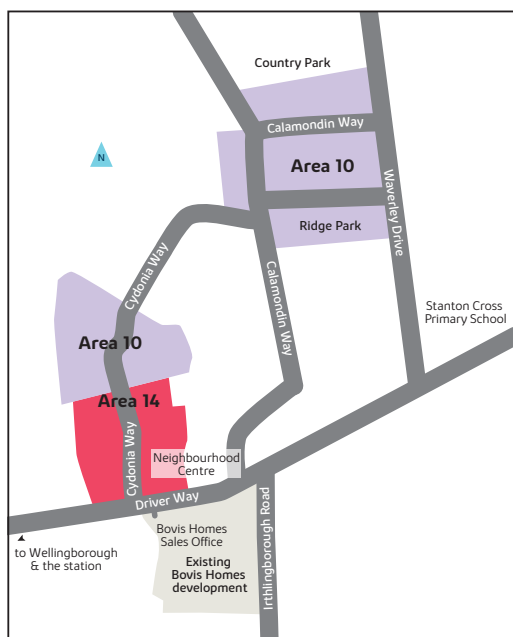 Country Park
Calamondin Way
Area 10
Waverley Drive
Ridge Park
N
Cydonia Way
Calamondin Way
Stanton Cross
Primary School
Area 10
Area 14
Cydonia Way
Neighbourhood
Centre
Driver Way
Irthlingborough Road
Bovis Homes
Sales Office
to Wellingborough
& the station
Existing
Bovis Homes
development